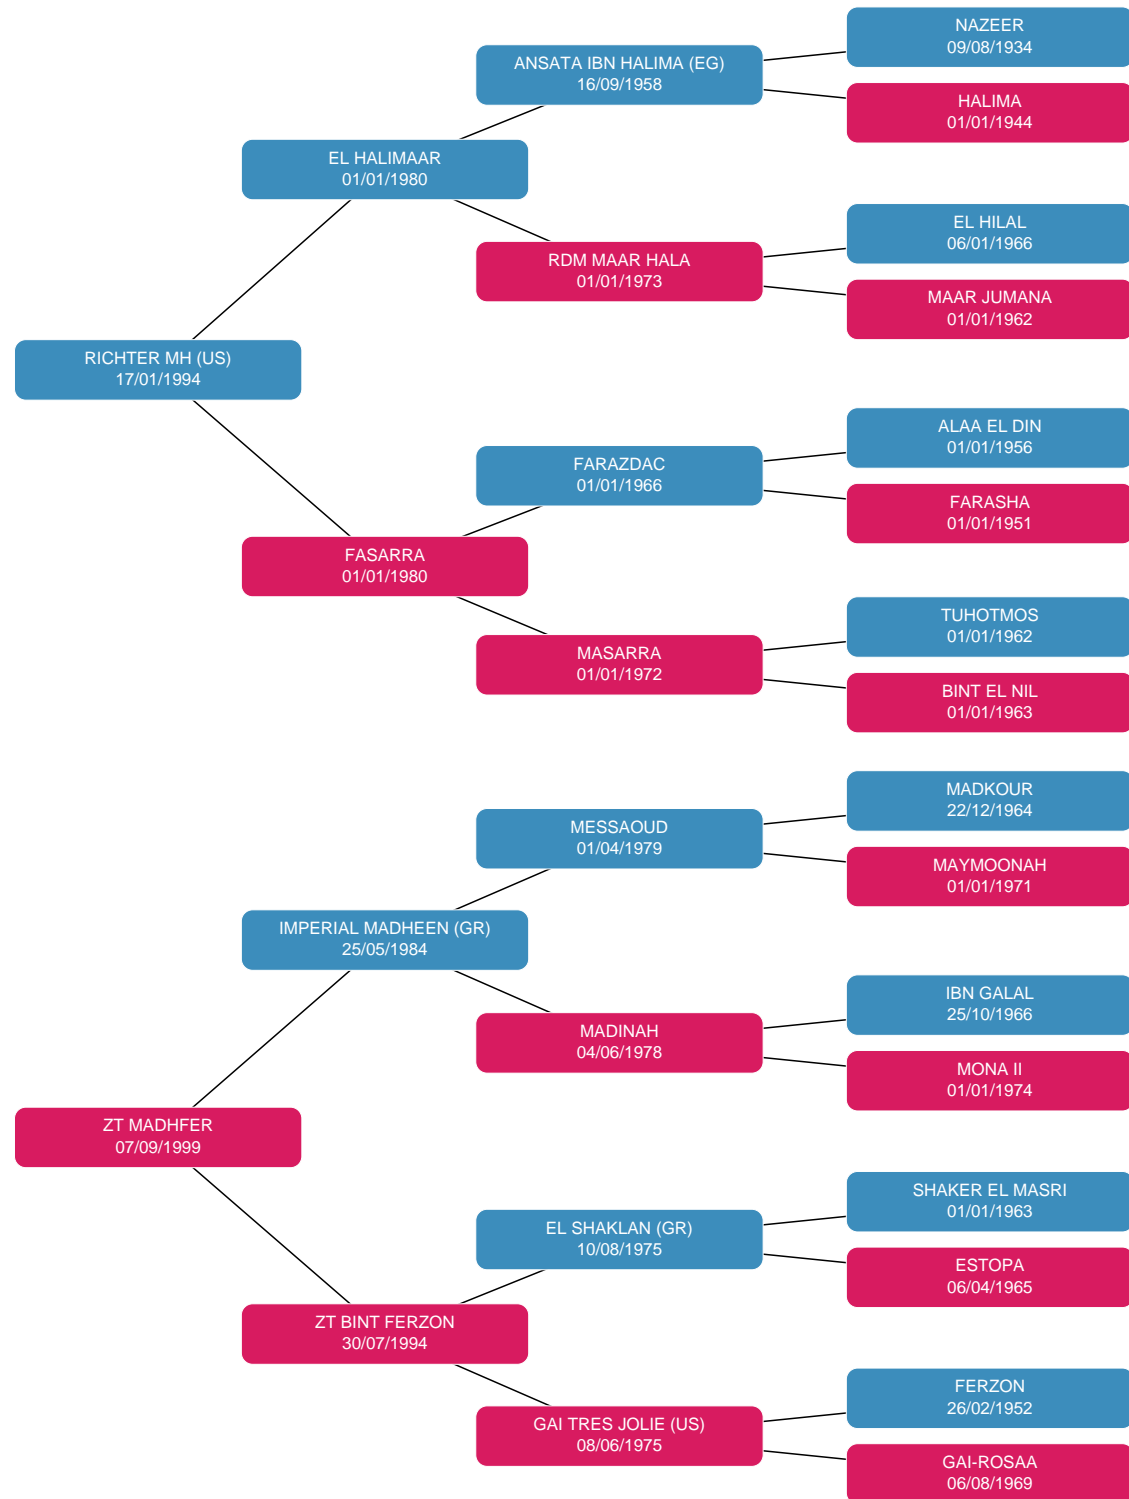 NAZEER
09/08/1934
ANSATA IBN HALIMA (EG)
16/09/1958
HALIMA
01/01/1944
EL HALIMAAR
01/01/1980
EL HILAL
06/01/1966
RDM MAAR HALA
01/01/1973
MAAR JUMANA
01/01/1962
RICHTER MH (US)
17/01/1994
ALAA EL DIN
01/01/1956
FARAZDAC
01/01/1966
FARASHA
01/01/1951
FASARRA
01/01/1980
TUHOTMOS
01/01/1962
MASARRA
01/01/1972
BINT EL NIL
01/01/1963
MADKOUR
22/12/1964
MESSAOUD
01/04/1979
MAYMOONAH
01/01/1971
IMPERIAL MADHEEN (GR)
25/05/1984
IBN GALAL
25/10/1966
MADINAH
04/06/1978
MONA II
01/01/1974
ZT MADHFER
07/09/1999
SHAKER EL MASRI
01/01/1963
EL SHAKLAN (GR)
10/08/1975
ESTOPA
06/04/1965
ZT BINT FERZON
30/07/1994
FERZON
26/02/1952
GAI TRES JOLIE (US)
08/06/1975
GAI-ROSAA
06/08/1969